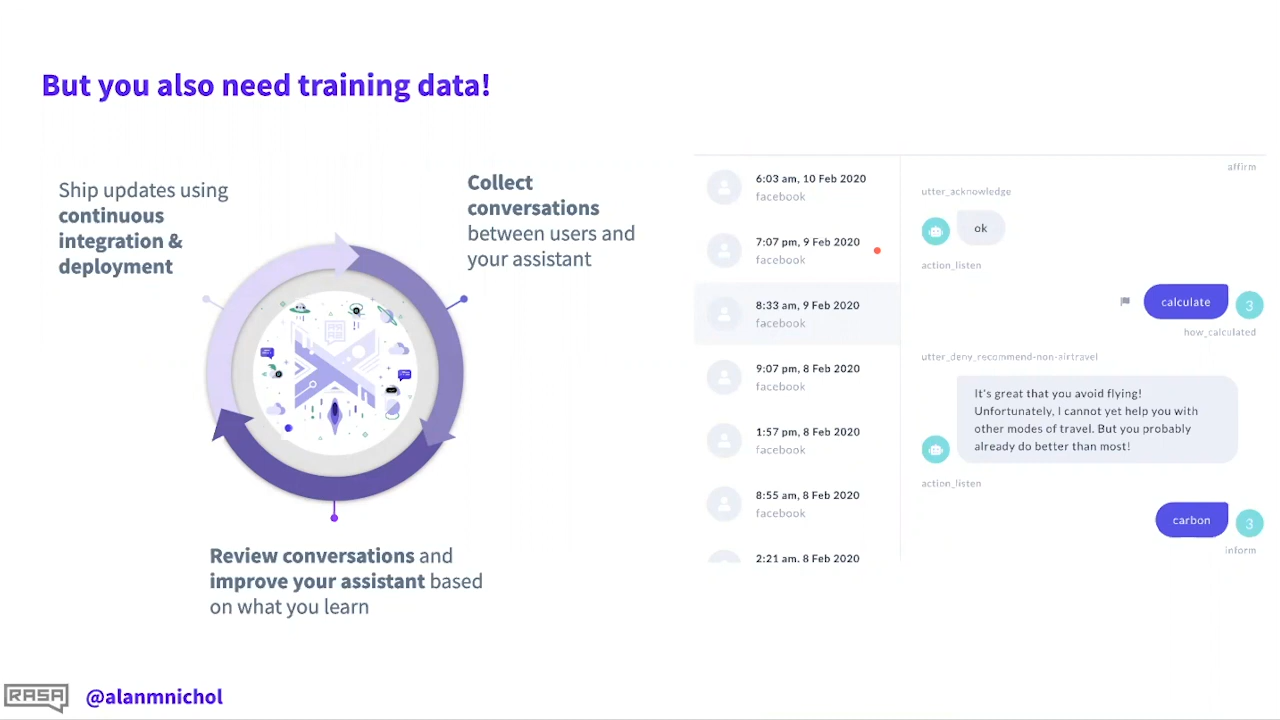 But you also need training data!
Ship updates using
continuous
integration &
deployment
Collect
conversations
between users and
your assistant
Review conversations and
improve your assistant based
on what you learn
6:03 am, 10 Feb 2020
facebook
7:07 pm, 9 Feb 2020
facebook
8:33 am, 9 Feb 2020
facebook
9:07 pm, 8 Feb 2020
facebook
1:57 pm, 8 Feb 2020
facebook
8:55 am, 8 Feb 2020
facebook
2:21 am, 8 Feb 2020
affirm
utter_acknowledge
ok
action_listen
calculate
3
how_calculated
utter_deny_recommend-non-airtravel
It's great that you avoid flying!
Unfortunately, I cannot yet help you with
other modes of travel. But you probably
already do better than most!
action_listen
carbon
3
inform
RASA
@alanmnichol